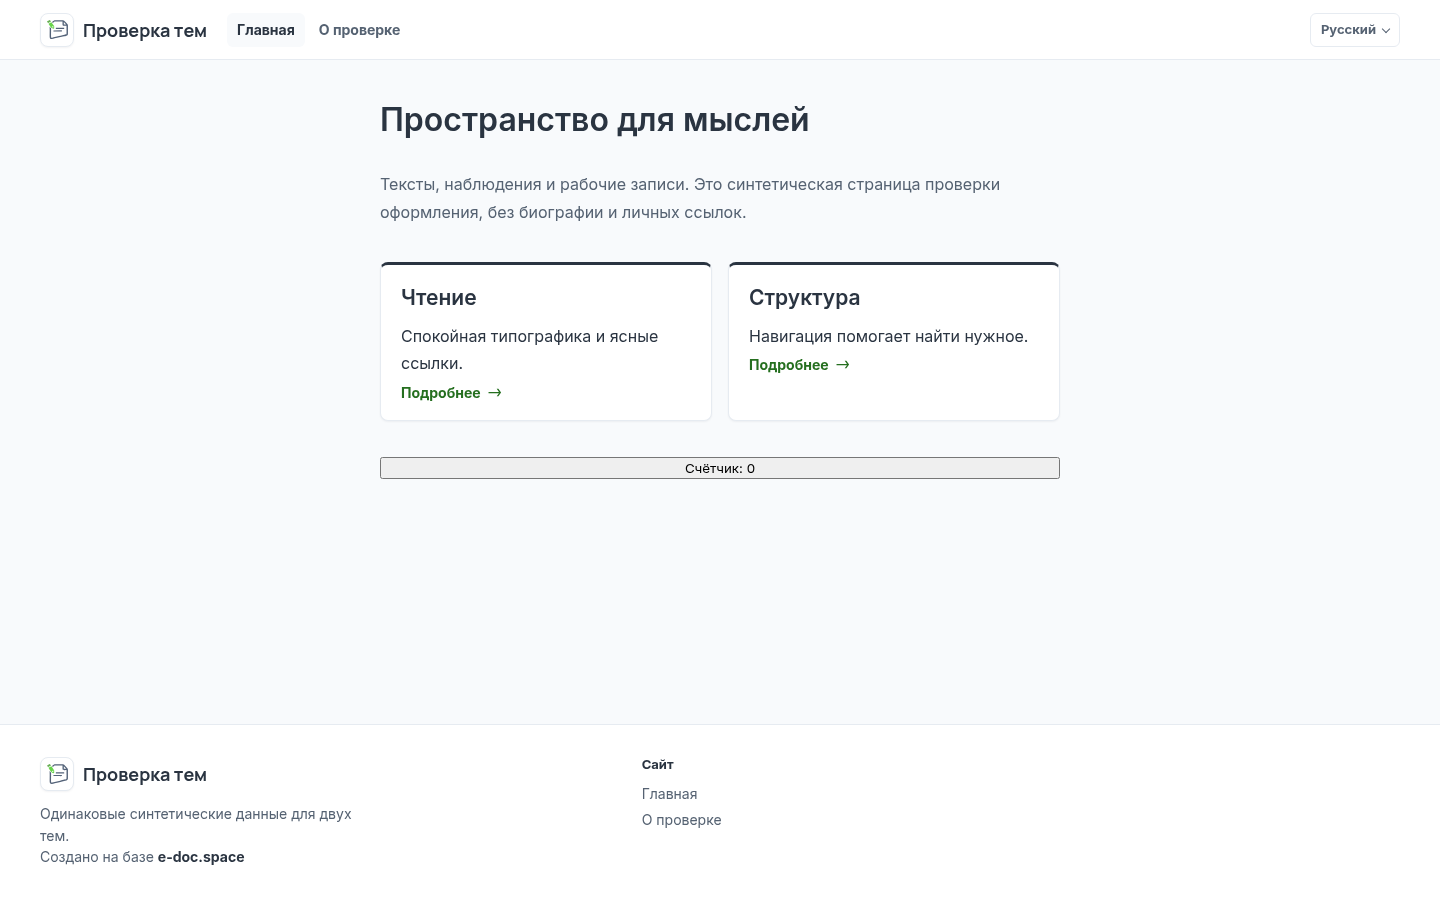 Проверка тем
Главная
О проверке
Русский
Пространство для мыслей
Тексты, наблюдения и рабочие записи. Это синтетическая страница проверки
оформления, без биографии и личных ссылок.
Чтение
Спокойная типографика и ясные
ссылки.
Подробнее →
Структура
Навигация помогает найти нужное.
Подробнее →
Счётчик: 0
Проверка тем
Одинаковые синтетические данные для двух
тем.
Создано на базе e-doc.space
Сайт
Главная
О проверке